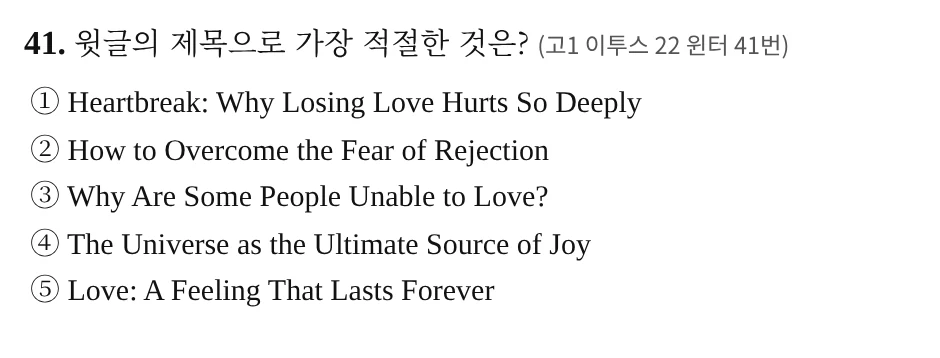 41. 윗글의 제목으로 가장 적절한 것은? (고1 이투스 22 윈터 41번)
① Heartbreak: Why Losing Love Hurts So Deeply
② How to Overcome the Fear of Rejection
③ Why Are Some People Unable to Love?
④ The Universe as the Ultimate Source of Joy
⑤ Love: A Feeling That Lasts Forever